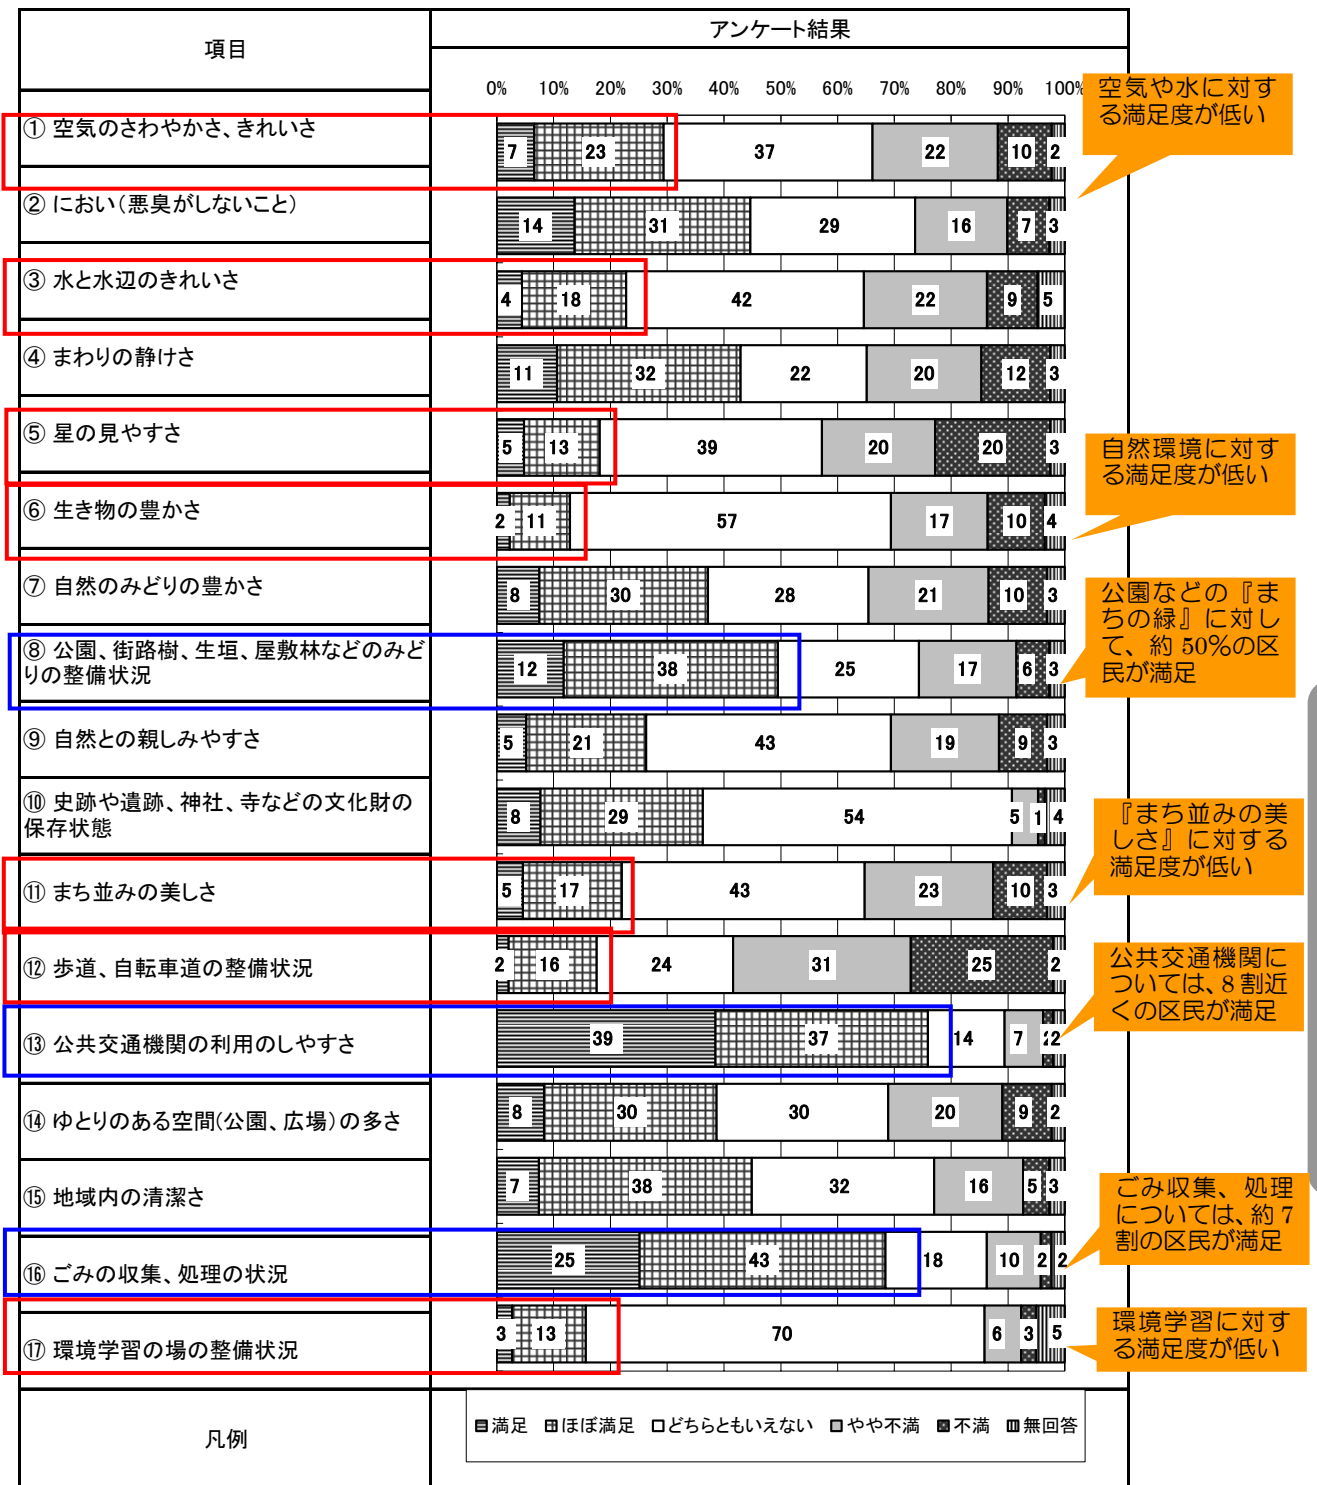 項目
アンケート結果
0% 10% 20% 30% 40% 50% 60% 70% 80% 90% 100%
空気や水に対す
る満足度が低い
① 空気のさわやかさ、きれいさ
7 23 37 22 10 2
② におい(悪臭がしないこと)
14 31 29 16 7 3
③ 水と水辺のきれいさ
4 18 42 22 9 5
④ まわりの静けさ
11 32 22 20 12 3
⑤ 星の見やすさ
5 13 39 20 20 3
自然環境に対す
る満足度が低い
⑥ 生き物の豊かさ
2 11 57 17 10 4
⑦ 自然のみどりの豊かさ
8 30 28 21 10 3
公園などの『ま
ちの緑』に対し
て、約 50%の区
民が満足
⑧ 公園、街路樹、生垣、屋敷林などのみど
りの整備状況
12 38 25 17 6 3
⑨ 自然との親しみやすさ
5 21 43 19 9 3
⑩ 史跡や遺跡、神社、寺などの文化財の
保存状態
8 29 54 5 1 4
『まち並みの美
しさ』に対する
満足度が低い
⑪ まち並みの美しさ
5 17 43 23 10 3
⑫ 歩道、自転車道の整備状況
2 16 24 31 25 2
公共交通機関に
ついては、8 割近
くの区民が満足
⑬ 公共交通機関の利用のしやすさ
39 37 14 7 2 2
⑭ ゆとりのある空間(公園、広場)の多さ
8 30 30 20 9 2
⑮ 地域内の清潔さ
7 38 32 16 5 3
ごみ収集、処理
については、約 7
割の区民が満足
⑯ ごみの収集、処理の状況
25 43 18 10 2 2
⑰ 環境学習の場の整備状況
3 13 70 6 3 5
環境学習に対す
る満足度が低い
凡例
満足 ほぼ満足 どちらともいえない やや不満 不満 無回答